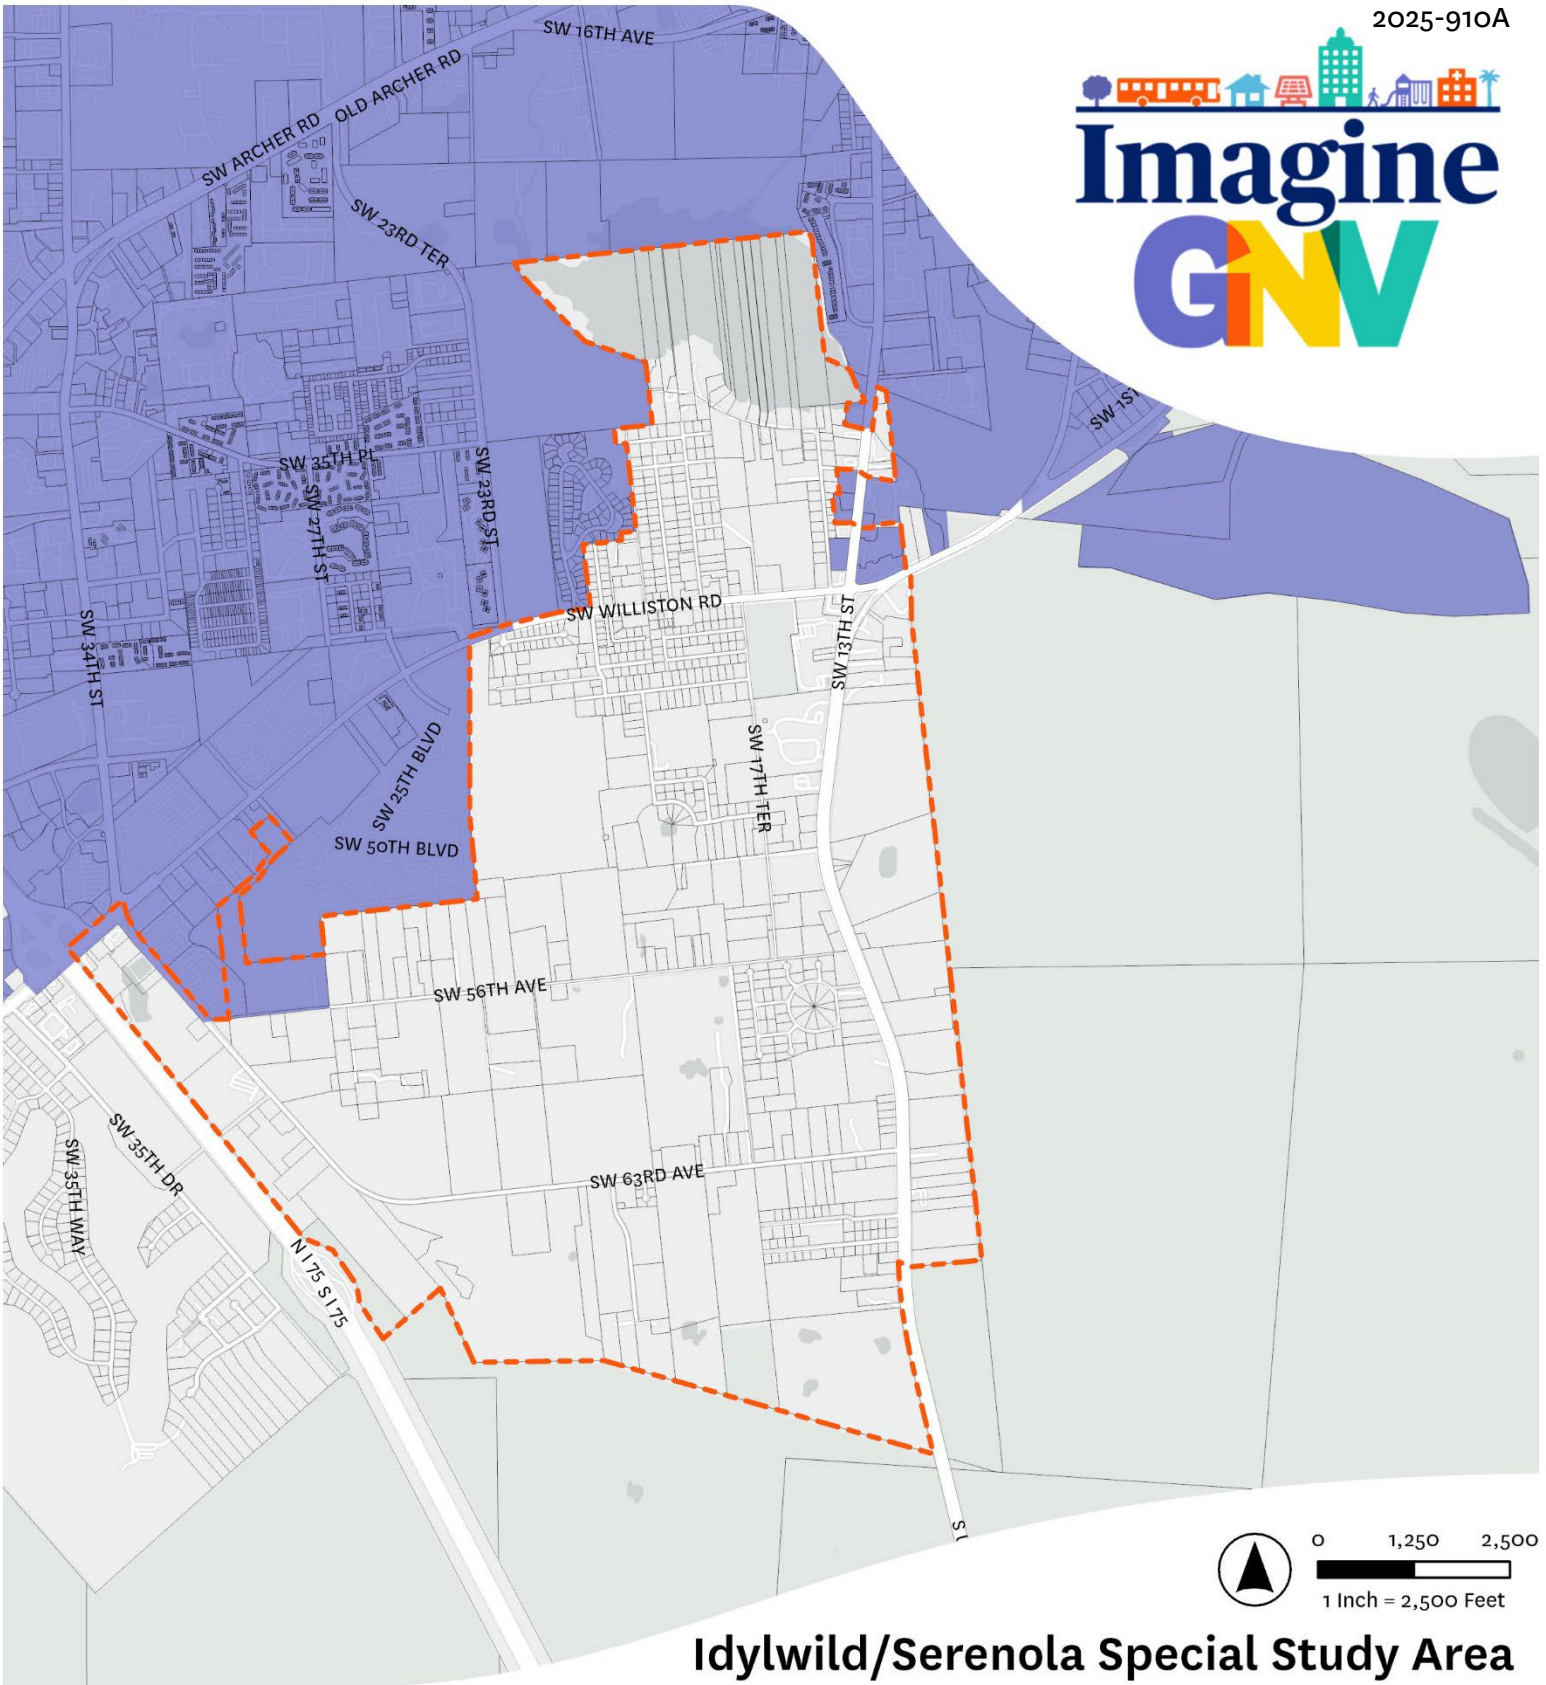 2025-910A
Imagine
GNV
SW 16TH AVE
OLD ARCHER RD
SW ARCHER RD
SW 23RD TER
SW 1ST
SW 35TH PL
SW 23RD ST
SW 27TH ST
SW WILLISTON RD
SW 34TH ST
SW 13TH ST
SW 25TH BLVD
SW 17TH TER
SW 50TH BLVD
SW 56TH AVE
SW 35TH DR
SW 35TH WAY
SW 63RD AVE
N I 75 S I 75
0 1,250 2,500
1 Inch = 2,500 Feet
Idylwild/Serenola Special Study Area